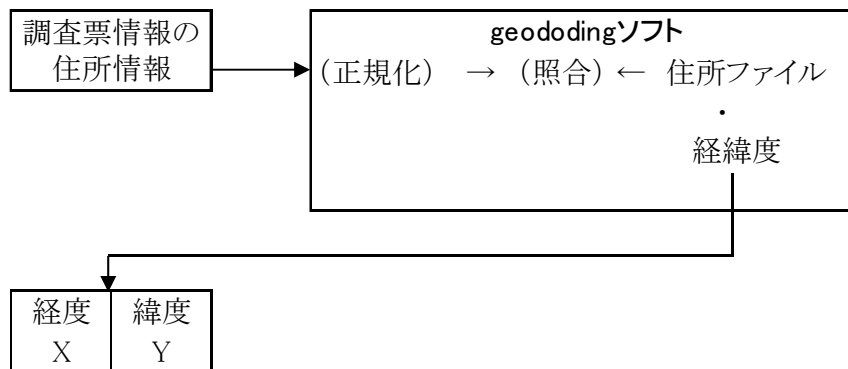 調査票情報の
住所情報
geododingソフト
(正規化) → (照合) ← 住所ファイル
・
経緯度
経度 緯度
X Y